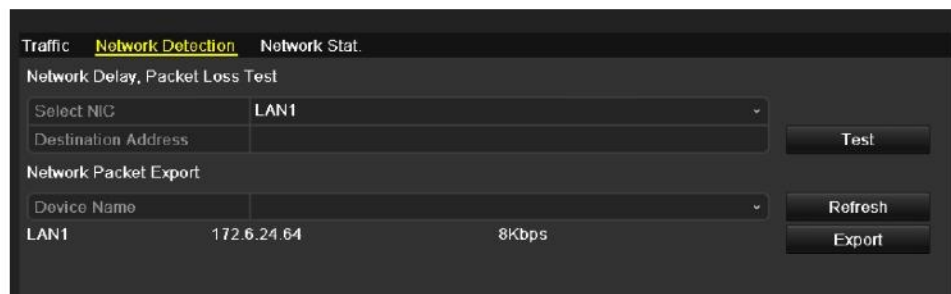 Traffic Network Detection Network Stat.
Network Delay, Packet Loss Test
Select NIC LAN1
Destination Address Test
Network Packet Export
Device Name Refresh
LAN1 172.6.24.64 8Kbps Export